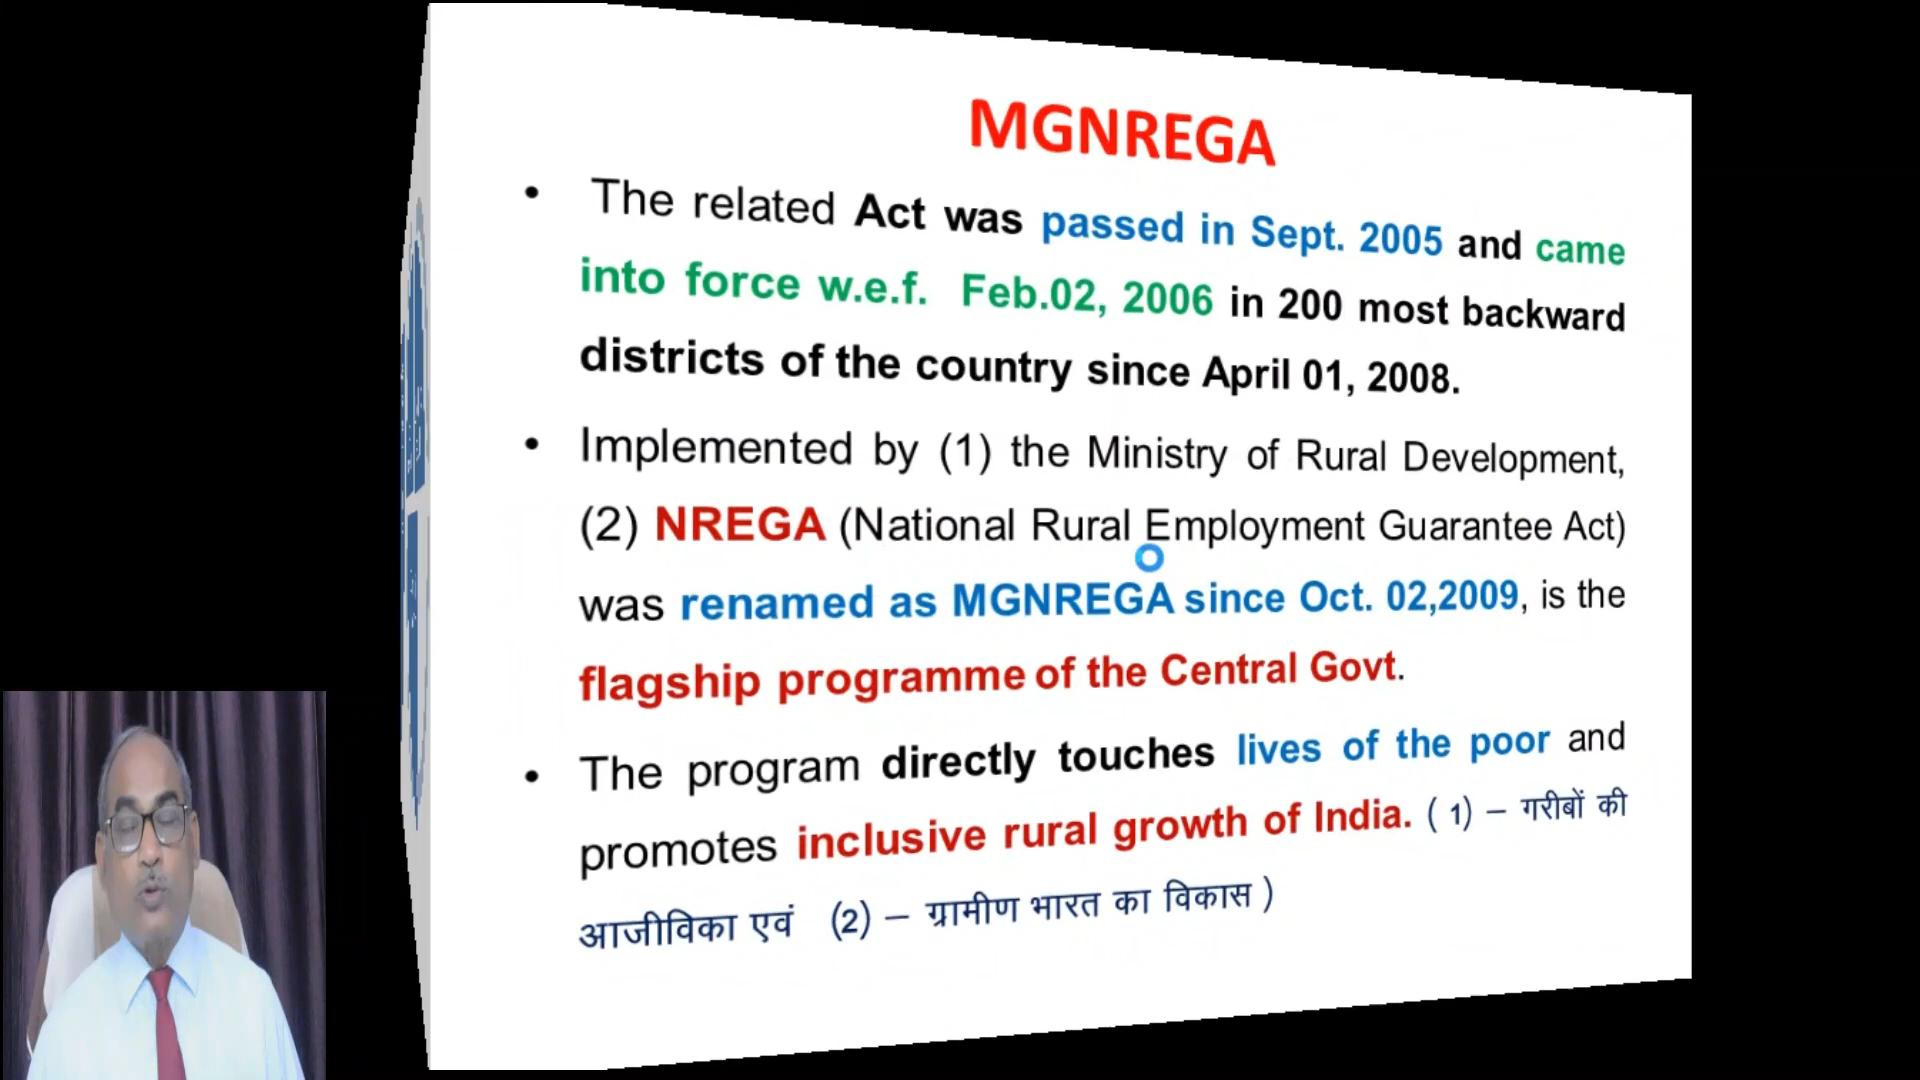 MGNREGA
• The related Act was passed in Sept. 2005 and came
into force w.e.f. Feb.02, 2006 in 200 most backward
districts of the country since April 01, 2008.
• Implemented by (1) the Ministry of Rural Development,
(2) NREGA (National Rural Employment Guarantee Act)
was renamed as MGNREGA since Oct. 02,2009, is the
flagship programme of the Central Govt.
• The program directly touches lives of the poor and
promotes inclusive rural growth of India. ( 1) – गरीबों की
आजीविका एवं (2) – ग्रामीण भारत का विकास )